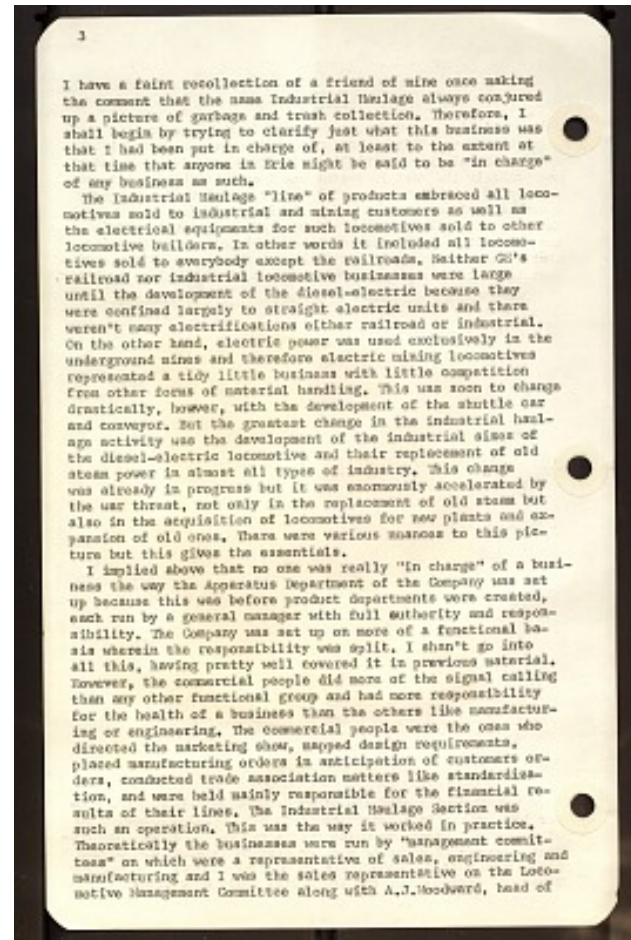 3
I have a faint recollection of a friend of mine once making
the comment that the name Industrial Haulage always conjured
up a picture of garbage and trash collection. Therefore, I
shall begin by trying to clarify just what this business was
that I had been put in charge of, at least to the extent at
that time that anyone in Erie might be said to be "in charge"
of any business as such.
The Industrial Haulage "line" of products embraced all loco-
motives sold to industrial and mining customers as well as
the electrical equipments for such locomotives sold to other
locomotive builders. In other words it included all locomo-
tives sold to everybody except the railroads. Neither GE's
railroad nor industrial locomotive businesses were large
until the development of the diesel-electric because they
were confined largely to straight electric units and there
weren't many electrifications either railroad or industrial.
On the other hand, electric power was used exclusively in the
underground mines and therefore electric mining locomotives
represented a tidy little business with little competition
from other forms of material handling. This was soon to change
drastically, howver, with the development of the shuttle car
and conveyor. But the greatest change in the industrial haul-
age activity was the development of the industrial sizes of
the diesel-electric locomotive and their replacement of old
steam power in almost all types of industry. This change
was already in progress but it was enormously accelerated by
the war threat, not only in the replacement of old steam but
also in the acquisition of locomotives for new plants and ex-
pansion of old ones. There were various nuances to this pic-
ture but this gives the essentials.
I implied above that no one was really "in charge" of a busi-
ness the way the Apparatus Department of the Company was set
up because this was before product departments were created,
each run by a general manager with full authority and respon-
sibility. The Company was set up on more of a functional ba-
sis wherein the responsibility was split. I shan't go into
all this, having pretty well covered it in previous material.
However, the commercial people did more of the signal calling
than any other functional group and had more responsibility
for the health of a business than the others like manufactur-
ing or engineering. The commercial people were the ones who
directed the marketing show, mapped design requirements,
placed manufacturing orders in anticipation of customers or-
ders, conducted trade association matters like standardiza-
tion, and were held mainly responsible for the financial re-
sults of their lines. The Industrial Haulage Section was
such an operation. This was the way it worked in practice.
Theoretically the businesses were run by "management commit-
tees" on which were a representative of sales, engineering and
manufacturing and I was the sales representative on the Loco-
motive Management Committee along with A.J.Woodward, head of